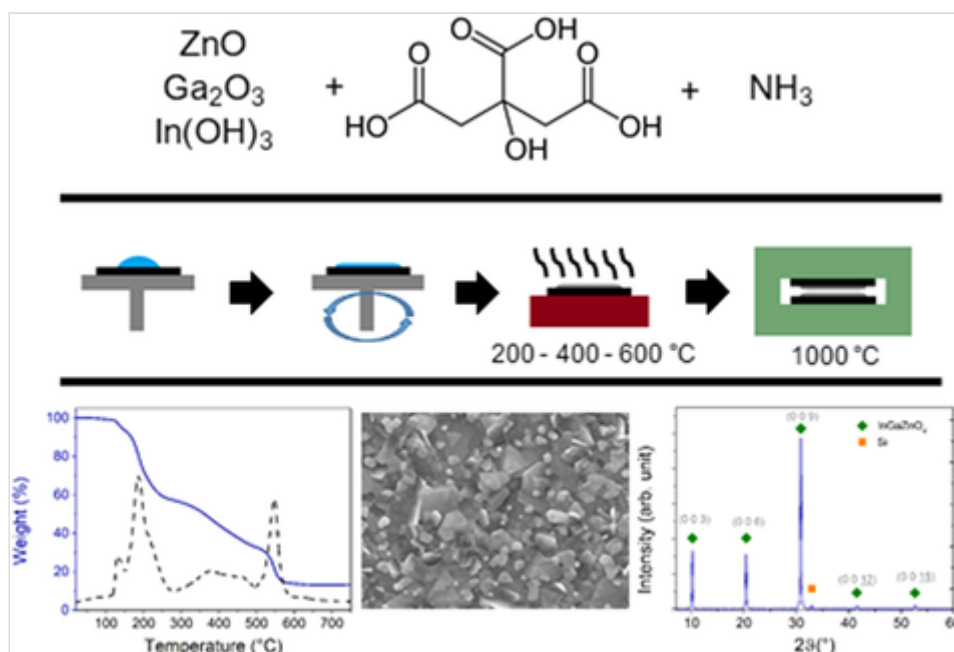 ZnO
Ga₂O₃
In(OH)₃
+
O
OH
O
HO
OH
O
OH
+
NH₃
200 - 400 - 600 °C
1000 °C
Weight (%)
100
80
60
40
20
0
0 100 200 300 400 500 600 700
Temperature (°C)
Intensity (arb. unit)
(0 0 3)
(0 0 6)
(0 0 9)
(0 0 12)
(0 0 15)
InGaZnO₄
Si
10 20 30 40 50 60
2ϑ(°)